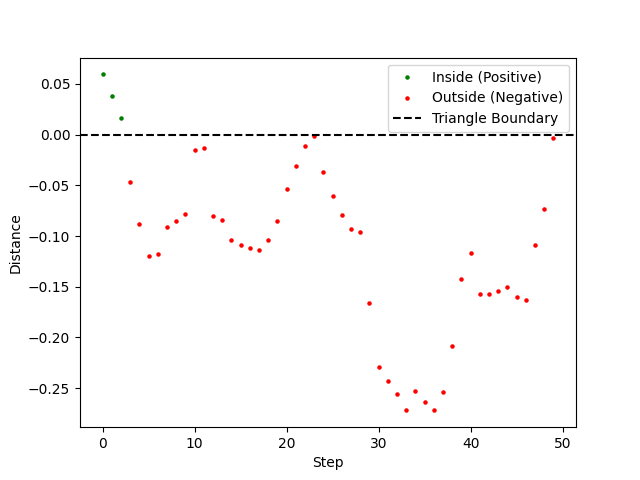 0.05
0.00
−0.05
−0.10
−0.15
−0.20
−0.25
Distance
Inside (Positive)
Outside (Negative)
Triangle Boundary
0 10 20 30 40 50
Step